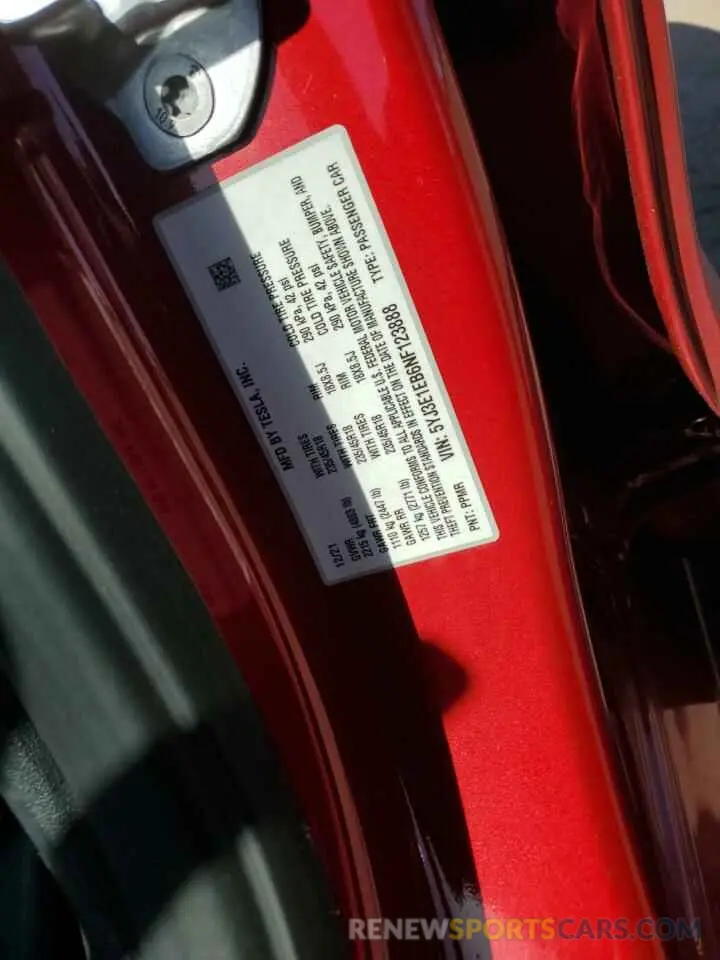 MFD BY TESLA, INC.
12/21
GVWR
2215 kg (4883 lb)
GAWR FRT WITH TIRES RIM COLD TIRE PRESSURE
1110 kg (2447 lb) 235/45R18 18X8.5J 290 kPa, 42 psi
GAWR RR WITH TIRES RIM COLD TIRE PRESSURE
1257 kg (2771 lb) 235/45R18 18X8.5J 290 kPa, 42 psi
THIS VEHICLE CONFORMS TO ALL APPLICABLE U.S. FEDERAL MOTOR VEHICLE SAFETY, BUMPER, AND
THEFT PREVENTION STANDARDS IN EFFECT ON THE DATE OF MANUFACTURE SHOWN ABOVE.
VIN: 5YJ3E1EB6NF123888 TYPE: PASSENGER CAR
PNT: PPMR
RENEWSPORTSCARS.COM